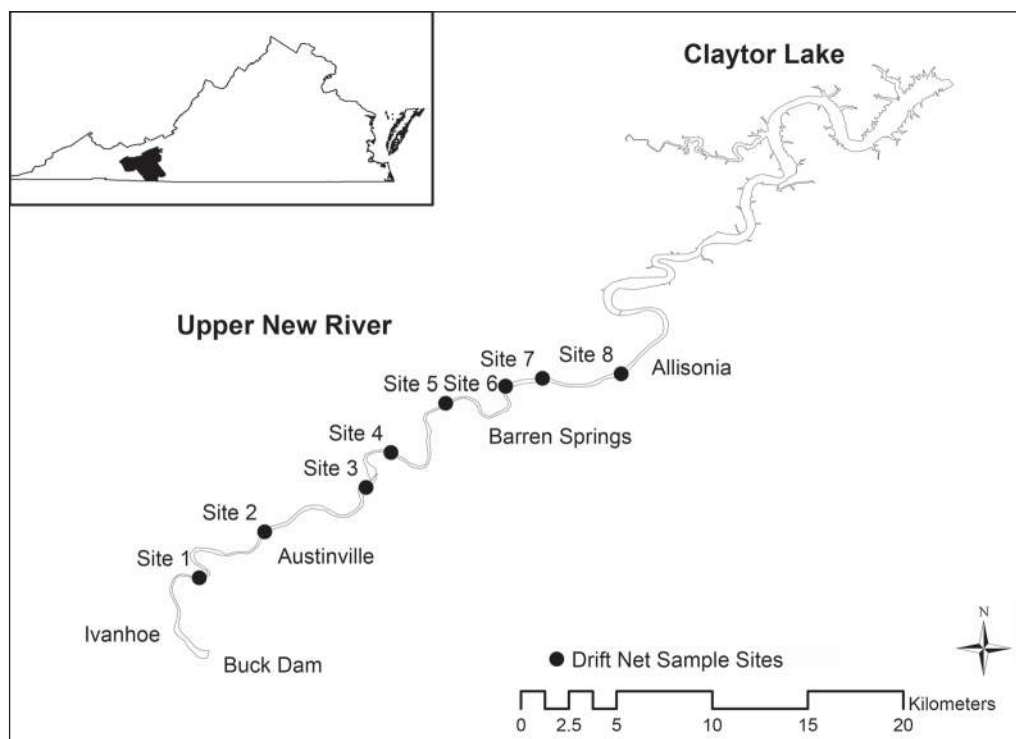 Claytor Lake
Upper New River
Site 8
Site 7
Allisonia
Site 5
Site 6
Barren Springs
Site 4
Site 3
Site 2
Austinville
Site 1
Ivanhoe
Buck Dam
N
Drift Net Sample Sites
Kilometers
0 2.5 5 10 15 20